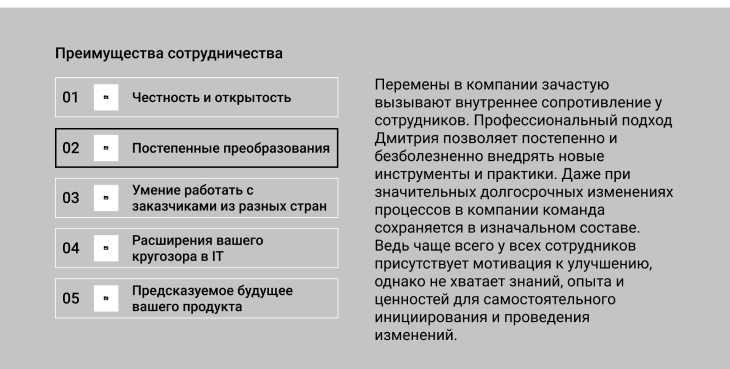 Преимущества сотрудничества
01 Честность и открытость
02 Постепенные преобразования
03 Умение работать с
заказчиками из разных стран
04 Расширения вашего
кругозора в IT
05 Предсказуемое будущее
вашего продукта
Перемены в компании зачастую
вызывают внутреннее сопротивление у
сотрудников. Профессиональный подход
Дмитрия позволяет постепенно и
безболезненно внедрять новые
инструменты и практики. Даже при
значительных долгосрочных изменениях
процессов в компании команда
сохраняется в изначальном составе.
Ведь чаще всего у всех сотрудников
присутствует мотивация к улучшению,
однако не хватает знаний, опыта и
ценностей для самостоятельного
инициирования и проведения
изменений.